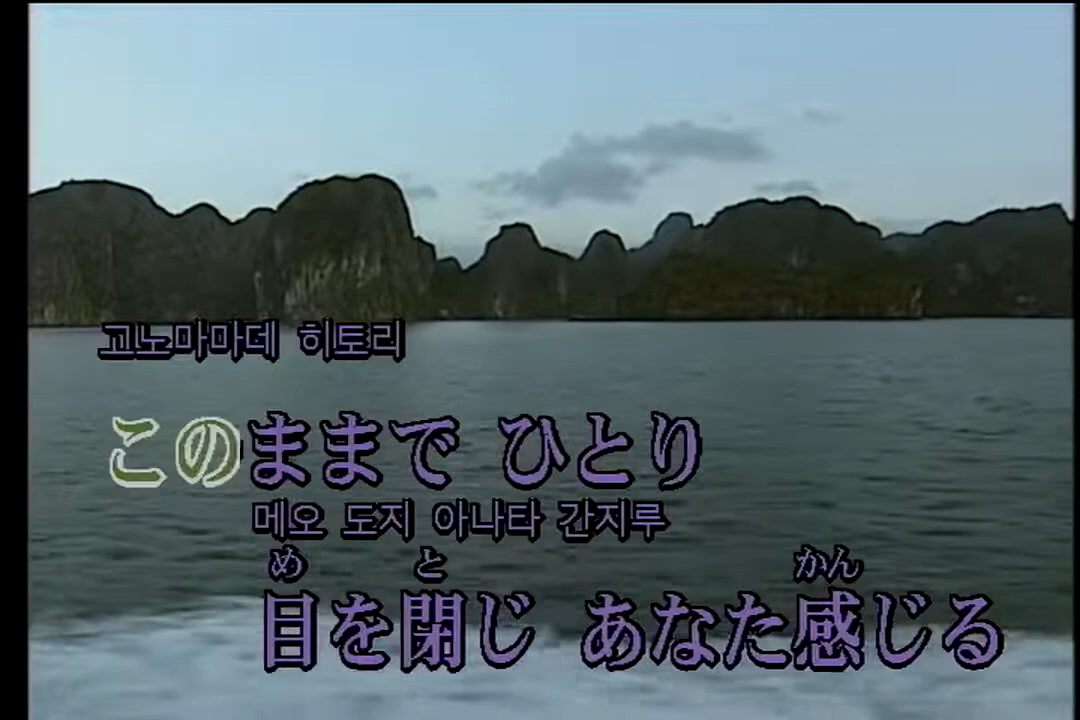 고노마마데 히토리
このままで ひとり
메오 도지 아나타 간지루
め と かん
目を閉じ あなた感じる